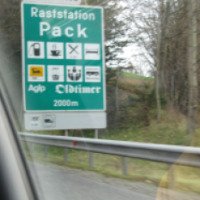 Raststation
Pack
Agip Oldtimer
2000m